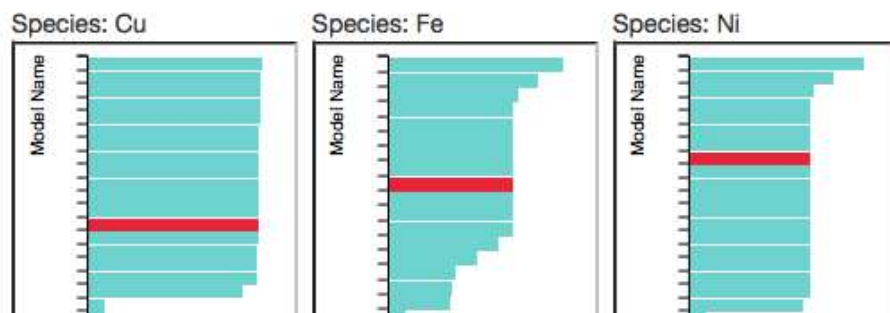 Species: Cu
Model Name
Species: Fe
Model Name
Species: Ni
Model Name